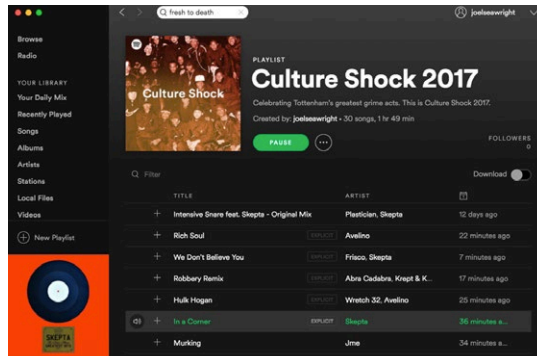 fresh to death
joelseawright
Browse
Radio
YOUR LIBRARY
Your Daily Mix
Recently Played
Songs
Albums
Artists
Stations
Local Files
Videos
New Playlist
SKEPTA
Culture Shock
PLAYLIST
Culture Shock 2017
Celebrating Tottenham's greatest grime acts. This is Culture Shock 2017.
Created by: joelseawright • 30 songs, 1 hr 49 min
PAUSE
FOLLOWERS
0
Filter
Download
TITLE ARTIST
Intensive Snare feat. Skepta - Original Mix Plastician, Skepta 12 days ago
Rich Soul EXPLICIT Avelino 22 minutes ago
We Don't Believe You EXPLICIT Frisco, Skepta 7 minutes ago
Robbery Remix EXPLICIT Abra Cadabra, Krept & K... 17 minutes ago
Hulk Hogan EXPLICIT Wretch 32, Avelino 25 minutes ago
In a Corner EXPLICIT Skepta 36 minutes a...
Murking Jme 34 minutes a...